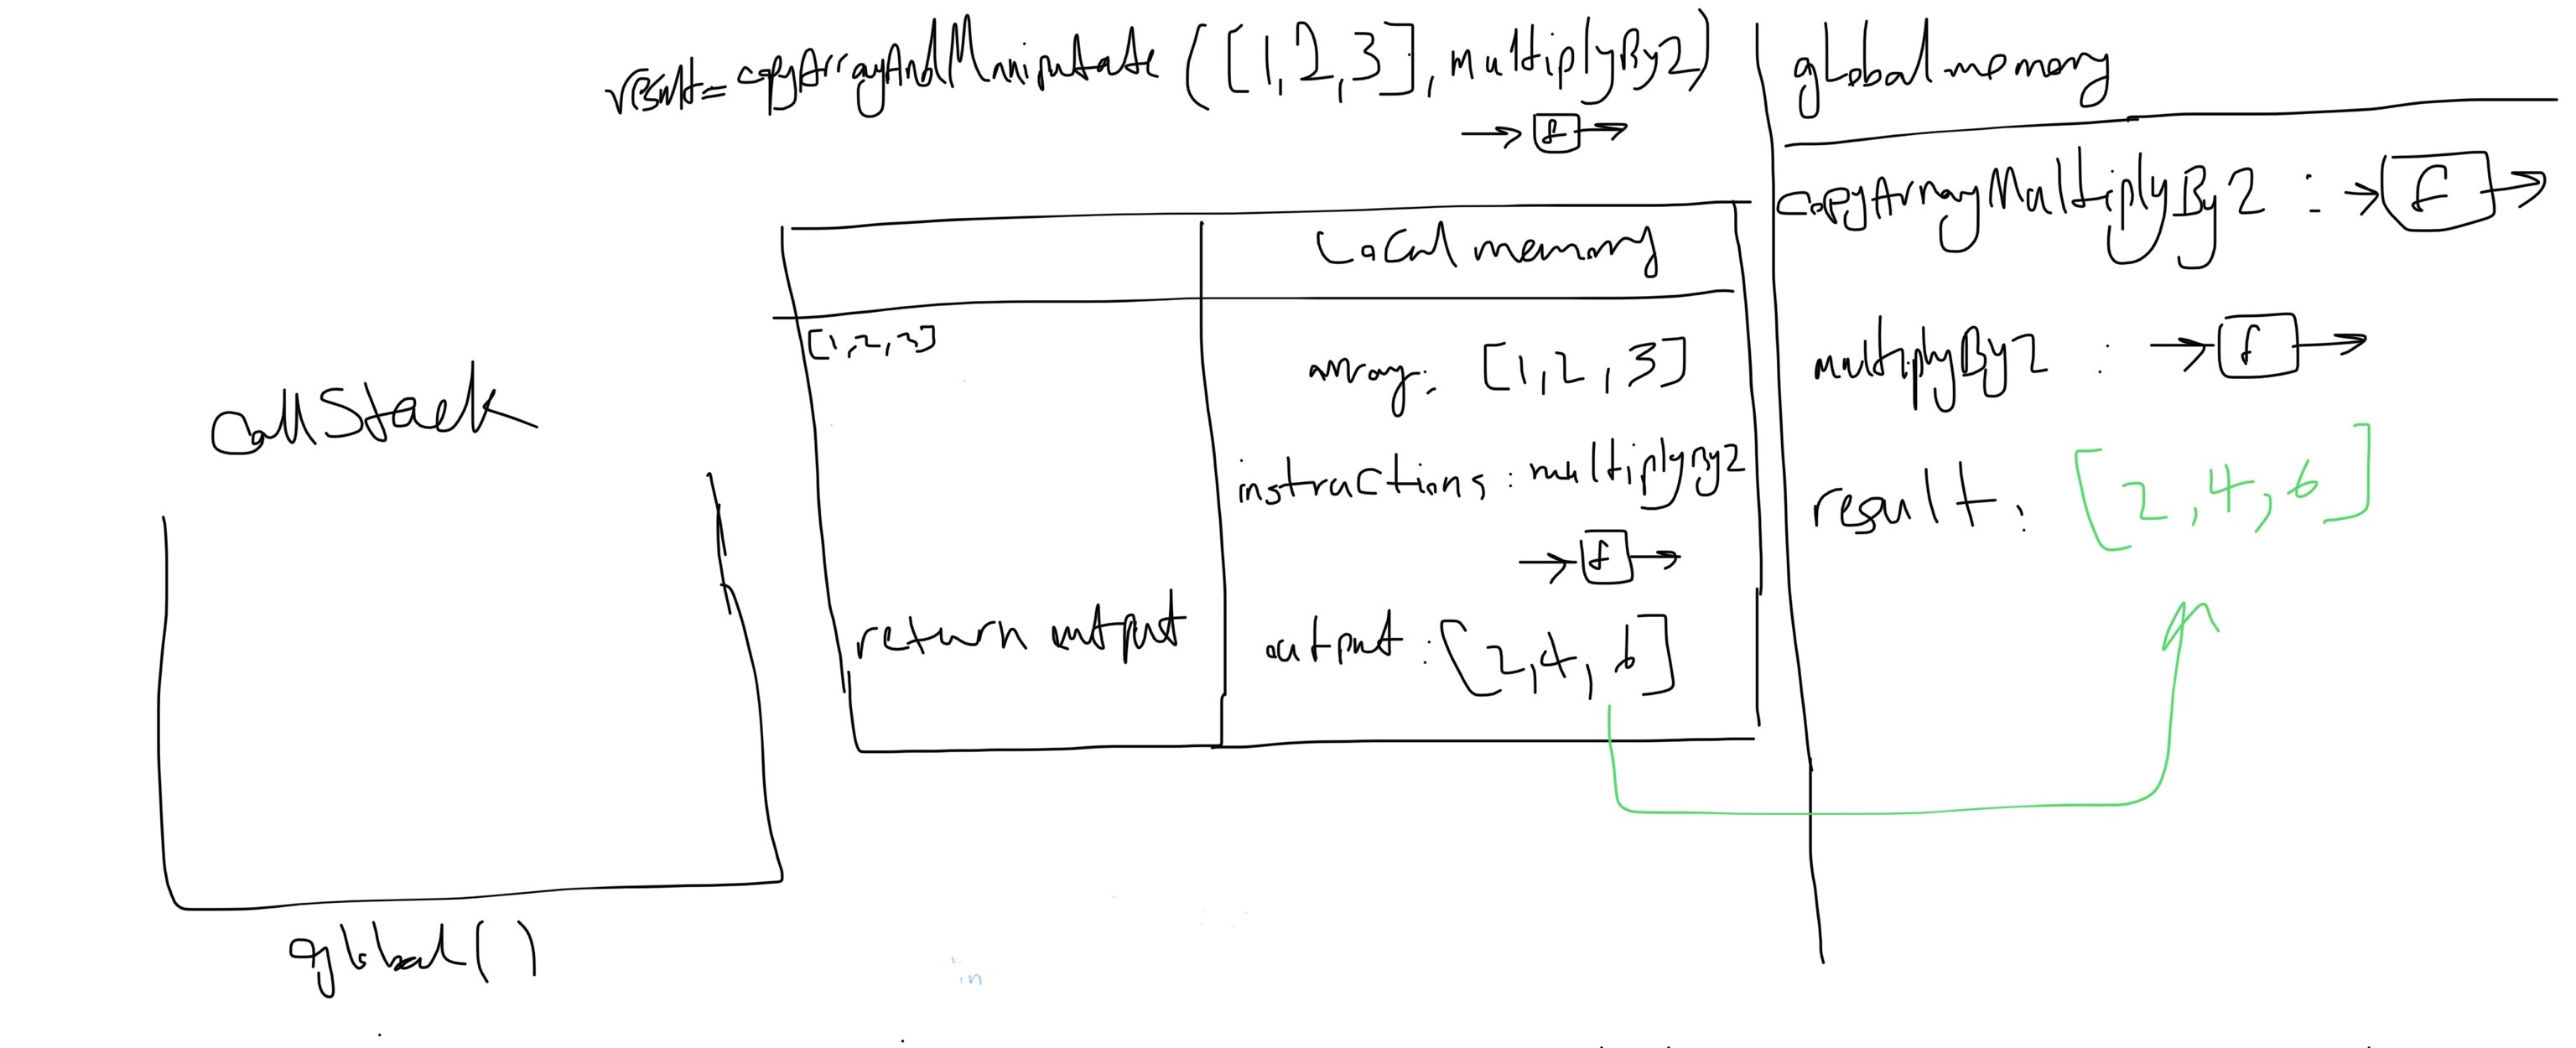 result=copyArrayAndManipulate ([1,2,3], multiplyBy2)
f
global memory
copyArrayMultiplyBy2 : f
multiplyBy2 : f
result: [2,4,6]
Local memory
[1,2,3]
array: [1,2,3]
instructions: multiplyBy2
f
return output
output: [2,4,6]
callStack
global()
in